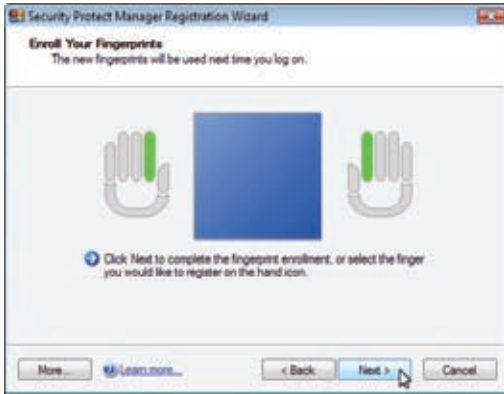 Security Protect Manager Registration Wizard
Enroll Your Fingerprints
The new fingerprints will be used next time you log on.
Click Next to complete the fingerprint enrollment, or select the finger
you would like to register on the hand icon.
More...
Learn more...
< Back
Next >
Cancel